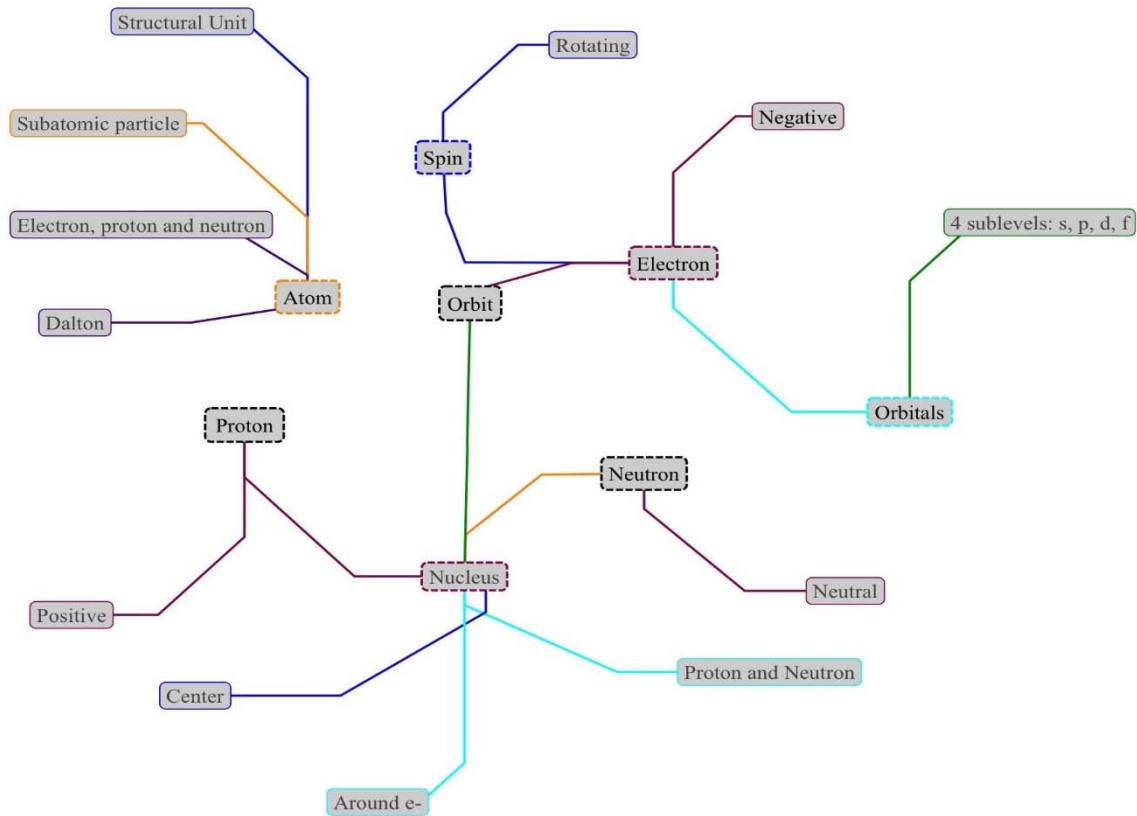 Structural Unit
Rotating
Subatomic particle
Negative
Spin
Electron, proton and neutron
4 sublevels: s, p, d, f
Electron
Atom
Orbit
Dalton
Orbitals
Proton
Neutron
Nucleus
Neutral
Positive
Proton and Neutron
Center
Around e-